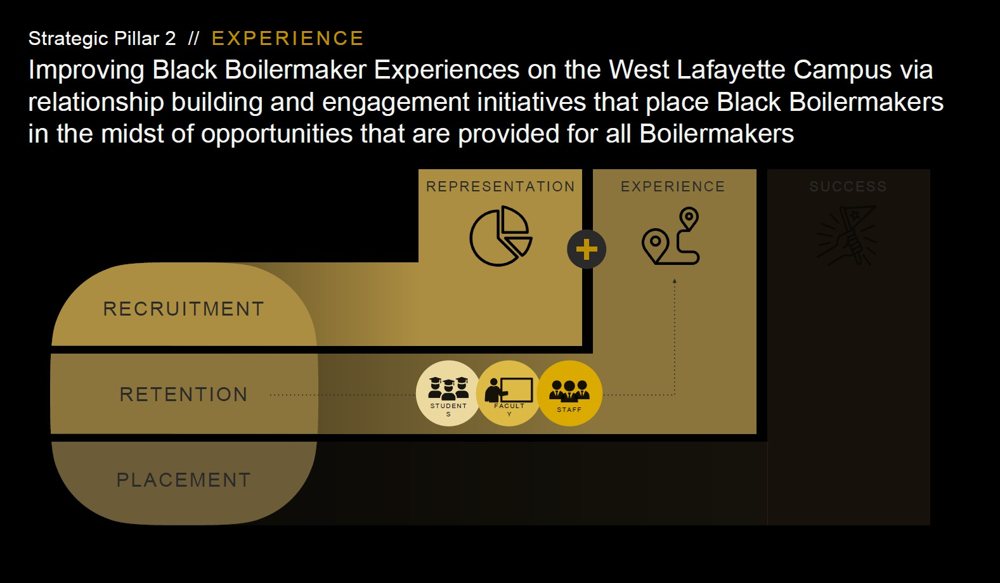 Strategic Pillar 2 // EXPERIENCE
Improving Black Boilermaker Experiences on the West Lafayette Campus via
relationship building and engagement initiatives that place Black Boilermakers
in the midst of opportunities that are provided for all Boilermakers
REPRESENTATION
EXPERIENCE
SUCCESS
RECRUITMENT
RETENTION
STUDENT
S
FACULT
Y
STAFF
PLACEMENT